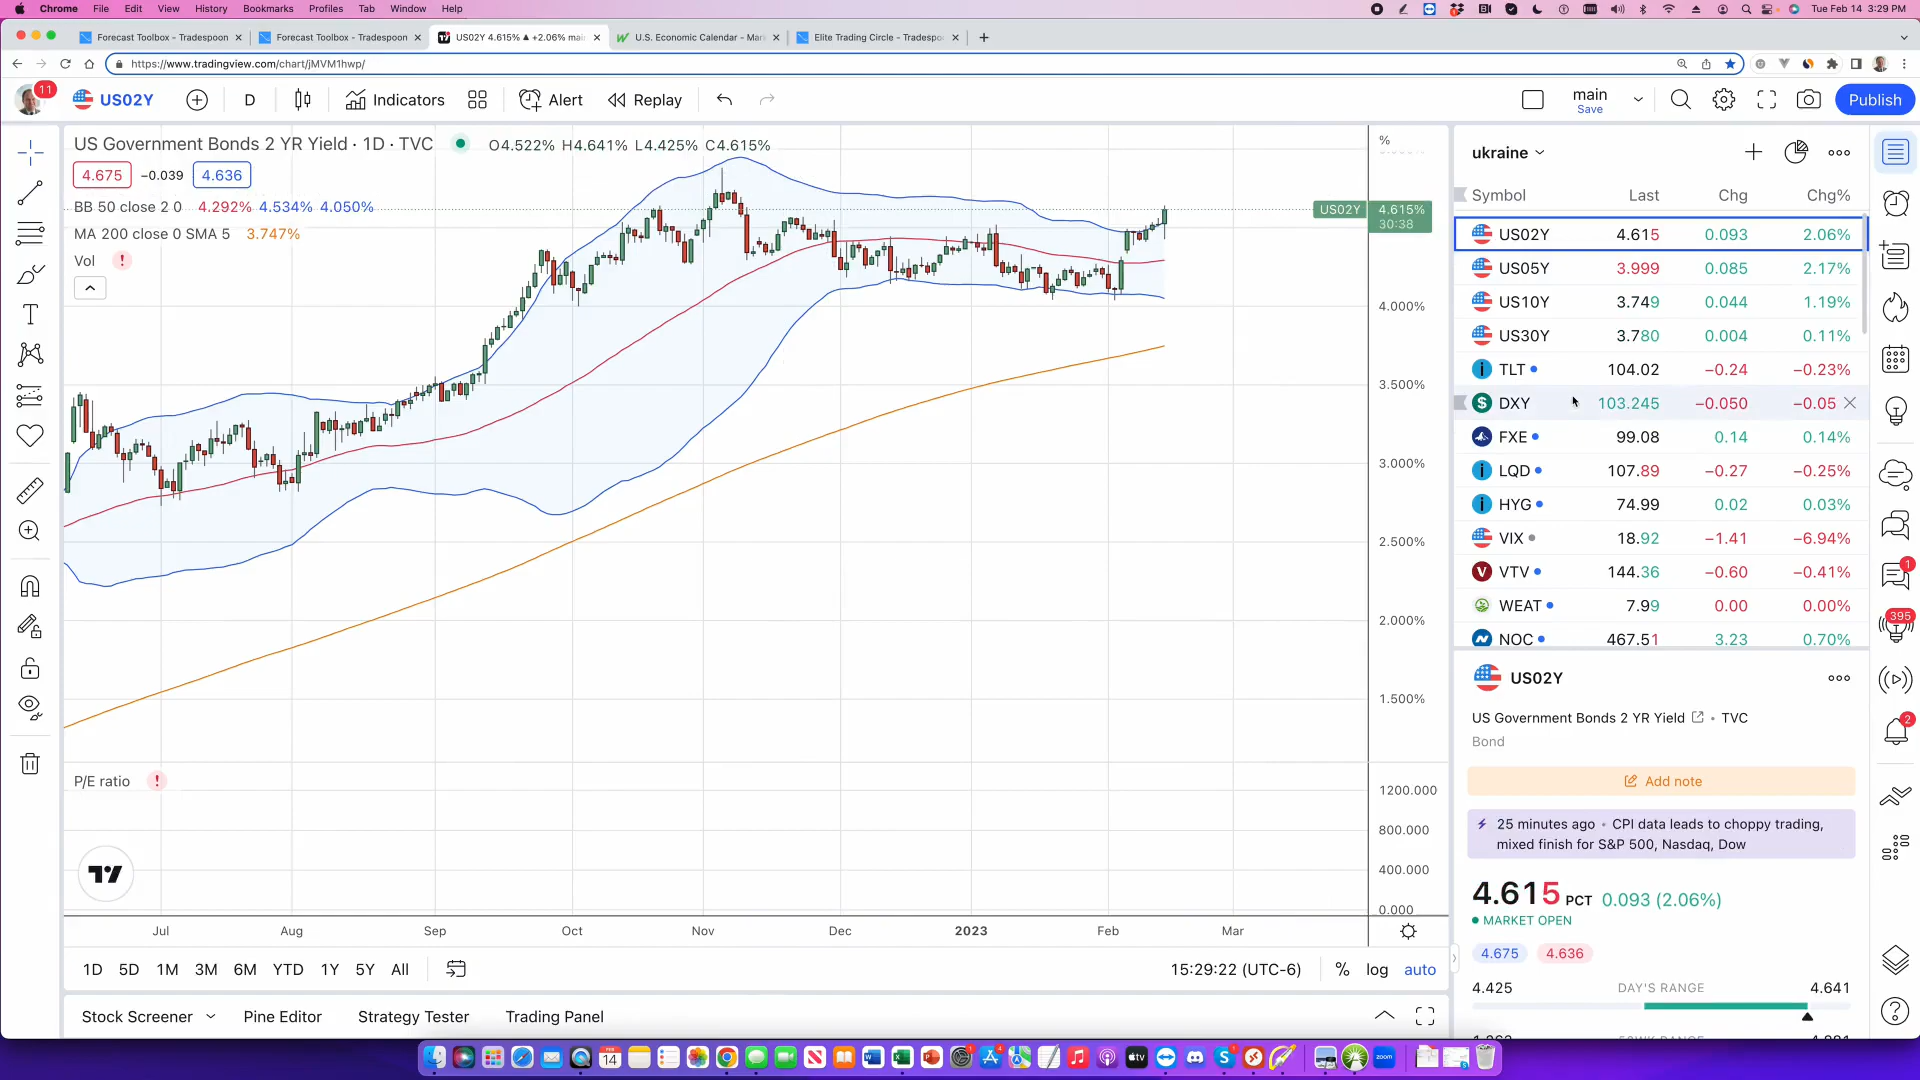 Chrome File Edit View History Bookmarks Profiles Tab Window Help Tue Feb 14 3:29 PM
Forecast Toolbox - Tradespoon Forecast Toolbox - Tradespoon US02Y 4.615% ▲ +2.06% mai U.S. Economic Calendar - Mar Elite Trading Circle - Tradespo
https://www.tradingview.com/chart/jMVM1hwp/
11 US02Y D Indicators Alert Replay main Save Publish
US Government Bonds 2 YR Yield · 1D · TVC O4.522% H4.641% L4.425% C4.615%
4.675 −0.039 4.636
BB 50 close 2 0 4.292% 4.534% 4.050%
MA 200 close 0 SMA 5 3.747%
Vol !
%
US02Y 4.615%
30:38
4.000%
3.500%
3.000%
2.500%
2.000%
1.500%
P/E ratio !
1200.000
800.000
400.000
0.000
Jul Aug Sep Oct Nov Dec 2023 Feb Mar
1D 5D 1M 3M 6M YTD 1Y 5Y All 15:29:22 (UTC-6) % log auto
Stock Screener Pine Editor Strategy Tester Trading Panel
ukraine
Symbol Last Chg Chg%
US02Y 4.615 0.093 2.06%
US05Y 3.999 0.085 2.17%
US10Y 3.749 0.044 1.19%
US30Y 3.780 0.004 0.11%
TLT 104.02 −0.24 −0.23%
DXY 103.245 −0.050 −0.05
FXE 99.08 0.14 0.14%
LQD 107.89 −0.27 −0.25%
HYG 74.99 0.02 0.03%
VIX 18.92 −1.41 −6.94%
VTV 144.36 −0.60 −0.41%
WEAT 7.99 0.00 0.00%
NOC 467.51 3.23 0.70%
US02Y
US Government Bonds 2 YR Yield • TVC
Bond
Add note
25 minutes ago • CPI data leads to choppy trading,
mixed finish for S&P 500, Nasdaq, Dow
4.615 PCT 0.093 (2.06%)
MARKET OPEN
4.675 4.636
4.425 DAY'S RANGE 4.641
1
395
2
FEB 14
zoom